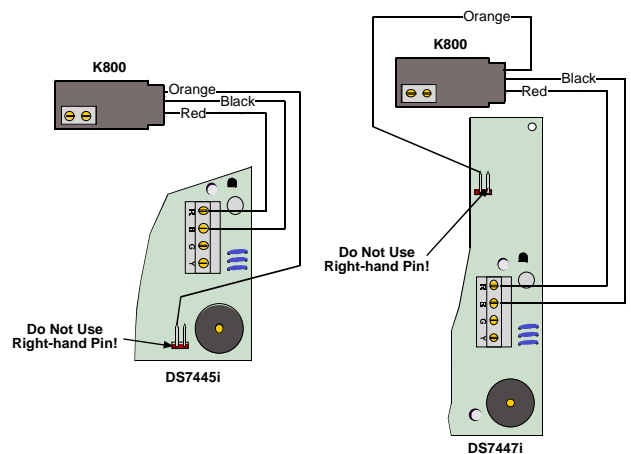 K800
Orange
Black
Red
R
B
G
Y
Do Not Use
Right-hand Pin!
DS7445i
Orange
K800
Black
Red
Do Not Use
Right-hand Pin!
R
B
G
Y
DS7447i